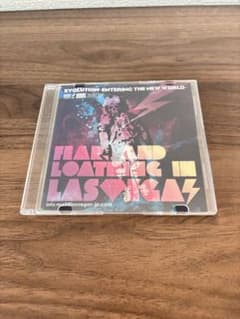 EVOLUTION -ENTERING THE NEW WORLD-
FEAR, AND
LOATHING IN
LAS VEGAS